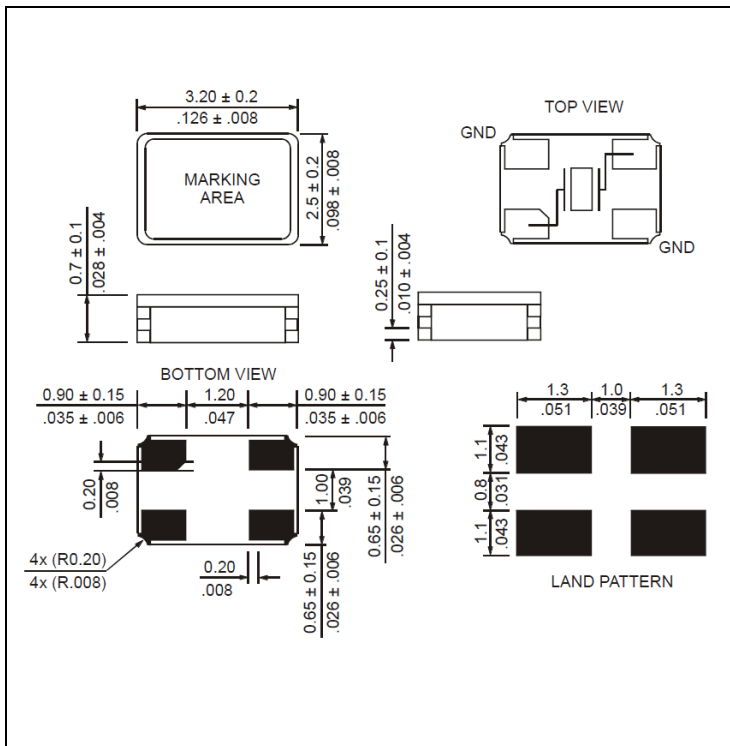 3.20 ± 0.2
.126 ± .008
MARKING
AREA
2.5 ± 0.2
.098 ± .008
TOP VIEW
GND
GND
0.7 ± 0.1
.028 ± .004
0.25 ± 0.1
.010 ± .004
BOTTOM VIEW
0.90 ± 0.15
.035 ± .006
1.20
.047
0.90 ± 0.15
.035 ± .006
0.20
.008
1.00
.039
0.65 ± 0.15
.026 ± .006
4x (R0.20)
4x (R.008)
0.20
.008
0.65 ± 0.15
.026 ± .006
1.3
.051
1.0
.039
1.3
.051
1.1
.043
0.8
.031
1.1
.043
LAND PATTERN